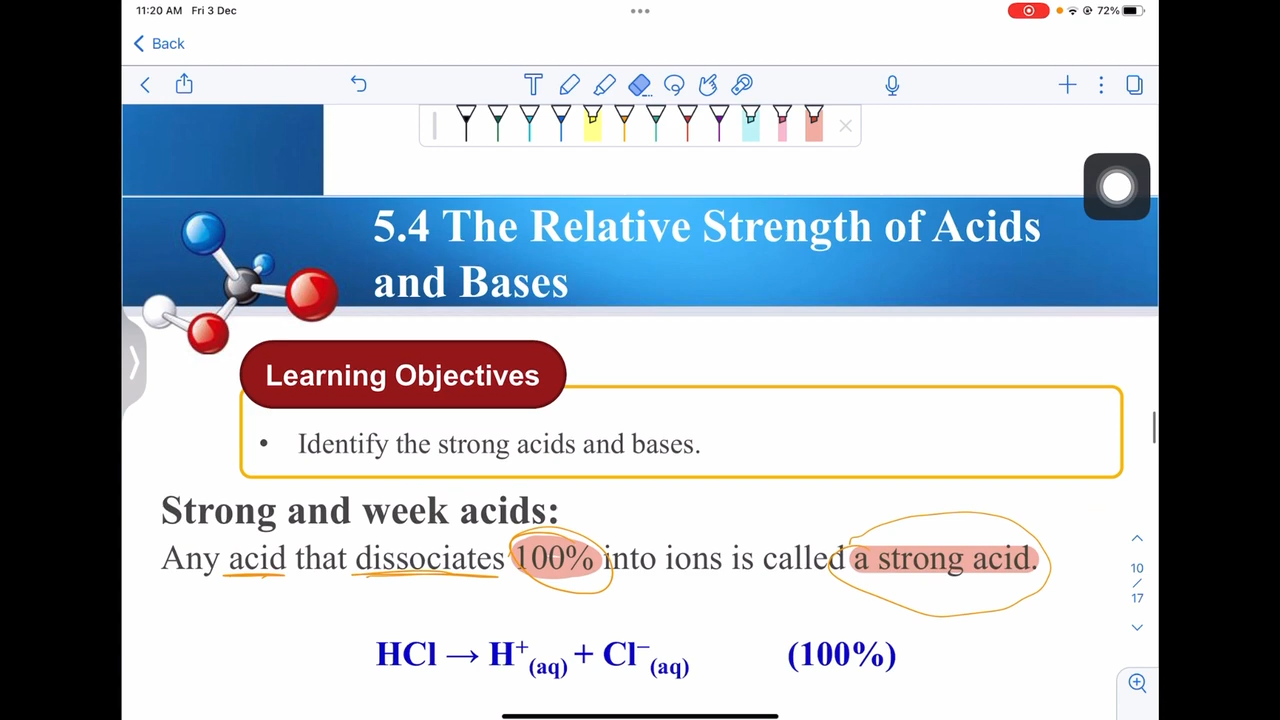 11:20 AM Fri 3 Dec
72%
Back
5.4 The Relative Strength of Acids
and Bases
Learning Objectives
• Identify the strong acids and bases.
Strong and week acids:
Any acid that dissociates 100% into ions is called a strong acid.
HCl → H⁺(aq) + Cl⁻(aq) (100%)
10
/
17